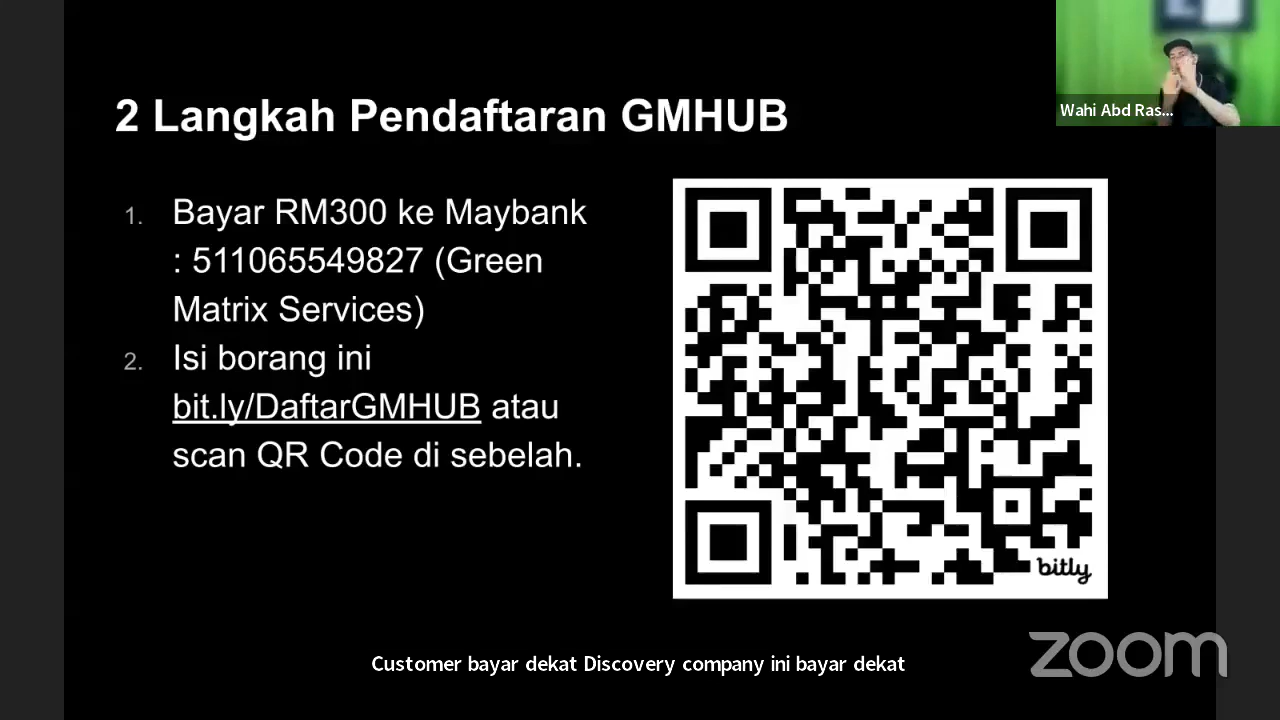 2 Langkah Pendaftaran GMHUB
Wahi Abd Ras...
1. Bayar RM300 ke Maybank
: 511065549827 (Green
Matrix Services)
2. Isi borang ini
bit.ly/DaftarGMHUB atau
scan QR Code di sebelah.
bitly
Customer bayar dekat Discovery company ini bayar dekat
zoom